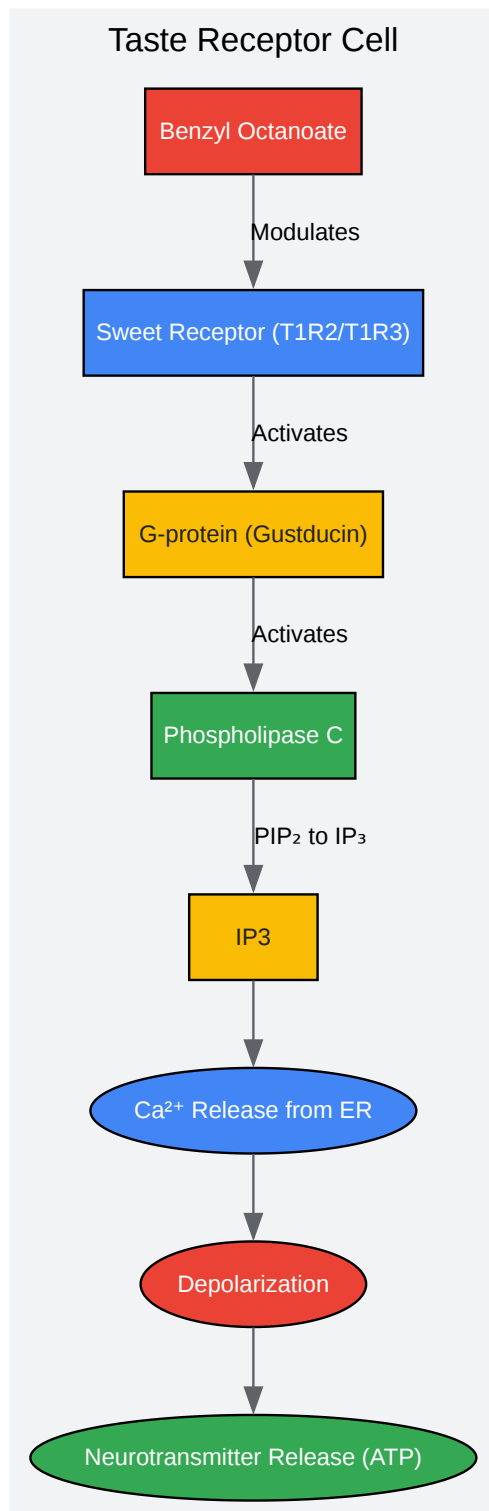 Taste Receptor Cell
Benzyl Octanoate
Modulates
Sweet Receptor (T1R2/T1R3)
Activates
G-protein (Gustducin)
Activates
Phospholipase C
PIP₂ to IP₃
IP3
Ca²⁺ Release from ER
Depolarization
Neurotransmitter Release (ATP)